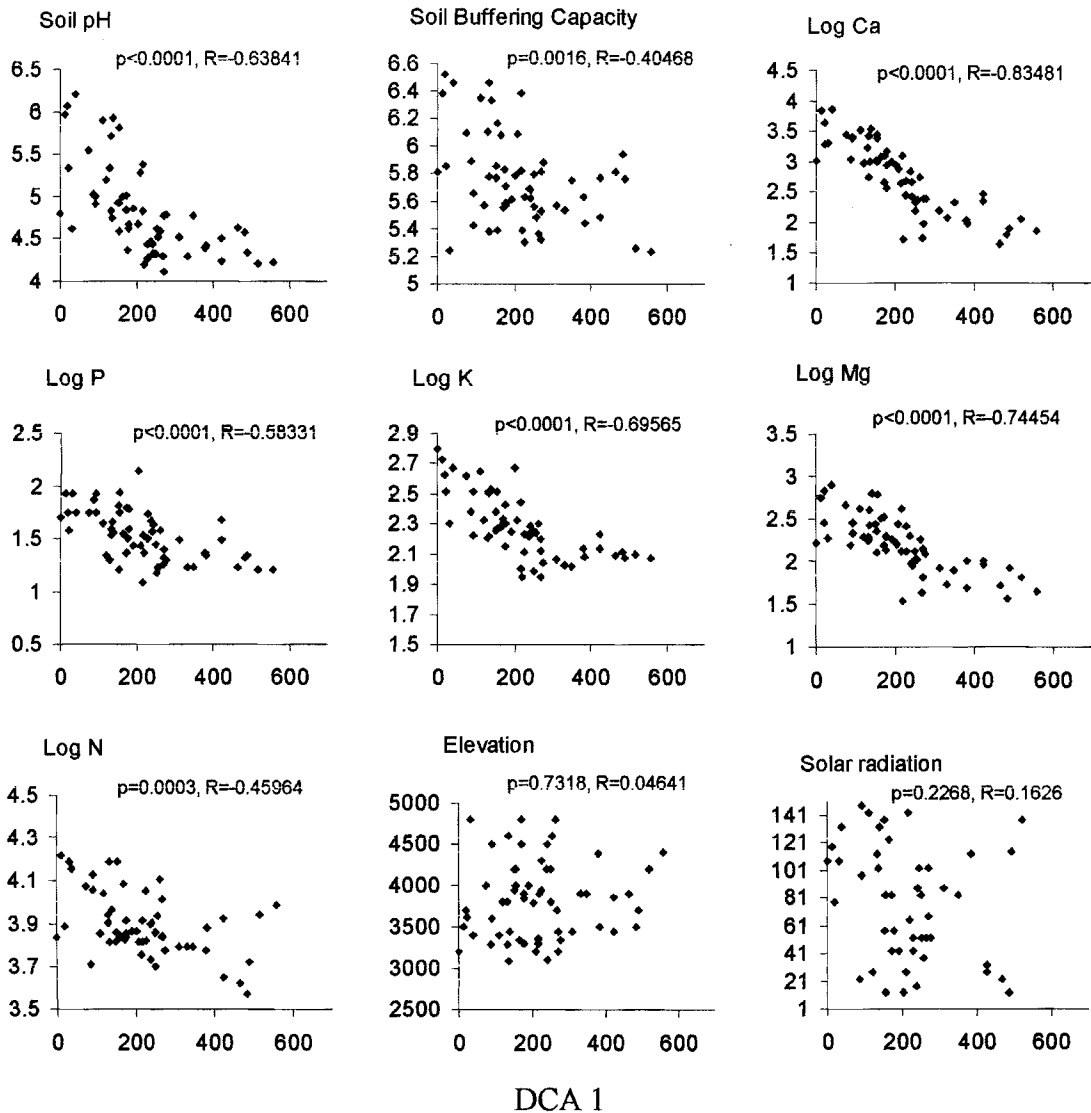 Soil pH
p<0.0001, R=-0.63841
6.5
6
5.5
5
4.5
4
0 200 400 600
Soil Buffering Capacity
p=0.0016, R=-0.40468
6.6
6.4
6.2
6
5.8
5.6
5.4
5.2
5
0 200 400 600
Log Ca
p<0.0001, R=-0.83481
4.5
4
3.5
3
2.5
2
1.5
1
0 200 400 600
Log P
p<0.0001, R=-0.58331
2.5
2
1.5
1
0.5
0 200 400 600
Log K
p<0.0001, R=-0.69565
2.9
2.7
2.5
2.3
2.1
1.9
1.7
1.5
0 200 400 600
Log Mg
p<0.0001, R=-0.74454
3.5
3
2.5
2
1.5
1
0 200 400 600
Log N
p=0.0003, R=-0.45964
4.5
4.3
4.1
3.9
3.7
3.5
0 200 400 600
Elevation
p=0.7318, R=0.04641
5000
4500
4000
3500
3000
2500
0 200 400 600
Solar radiation
p=0.2268, R=0.1626
141
121
101
81
61
41
21
1
0 200 400 600
DCA 1